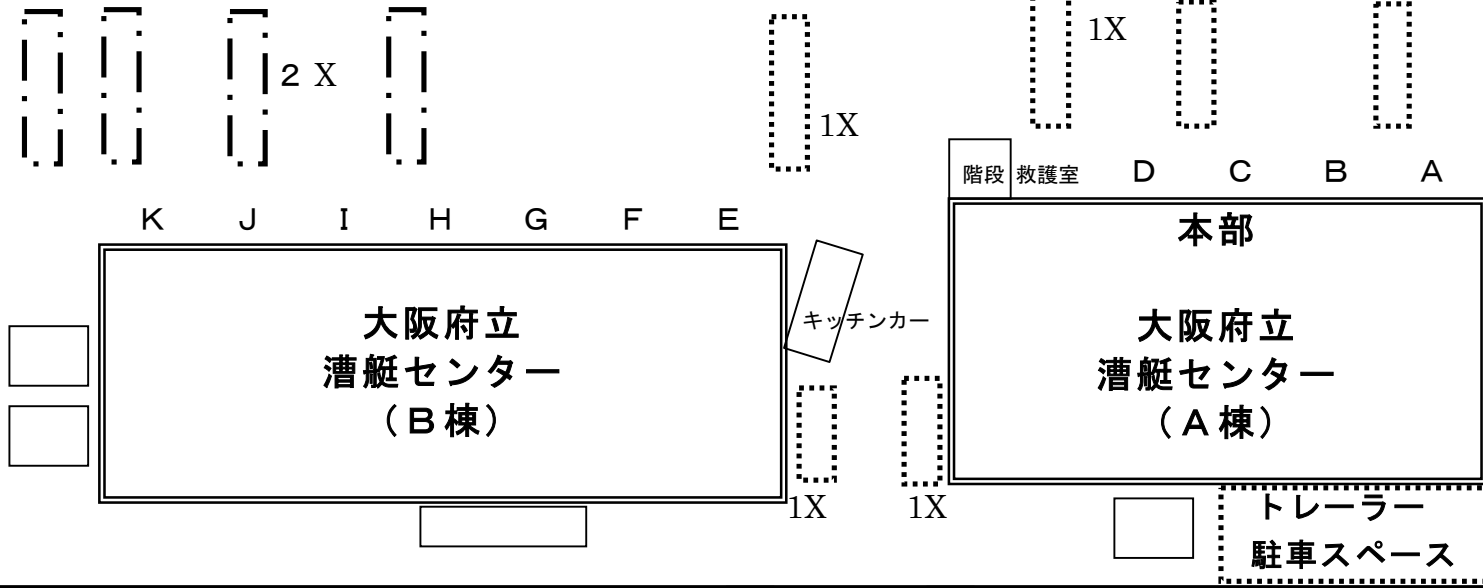 ２ X
1X
1X
階段 救護室 D C B A
K J I H G F E
本部
キッチンカー
大阪府立
漕艇センター
（B棟）
大阪府立
漕艇センター
（A棟）
1X
1X
トレーラー
駐車スペース